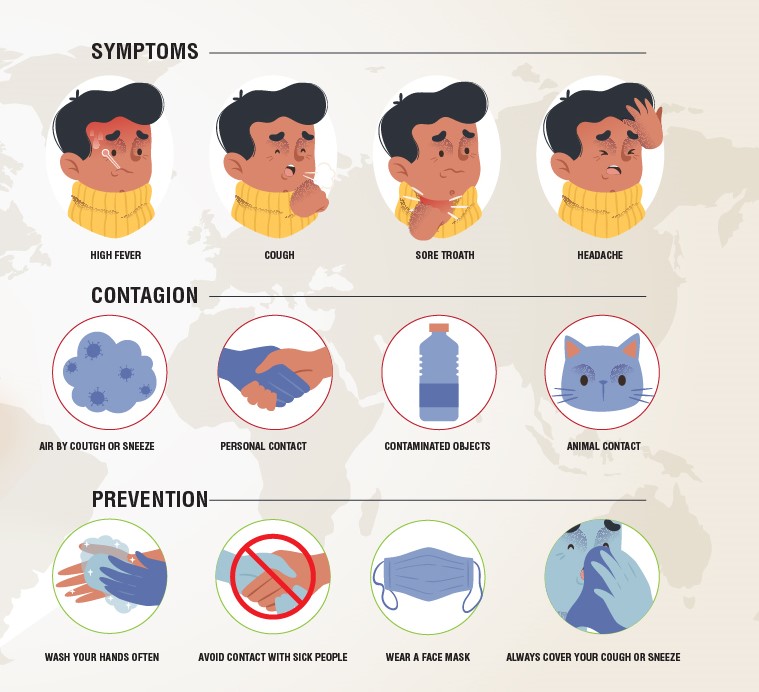 SYMPTOMS
HIGH FEVER
COUGH
SORE TROATH
HEADACHE
CONTAGION
AIR BY COUTGH OR SNEEZE
PERSONAL CONTACT
CONTAMINATED OBJECTS
ANIMAL CONTACT
PREVENTION
WASH YOUR HANDS OFTEN
AVOID CONTACT WITH SICK PEOPLE
WEAR A FACE MASK
ALWAYS COVER YOUR COUGH OR SNEEZE